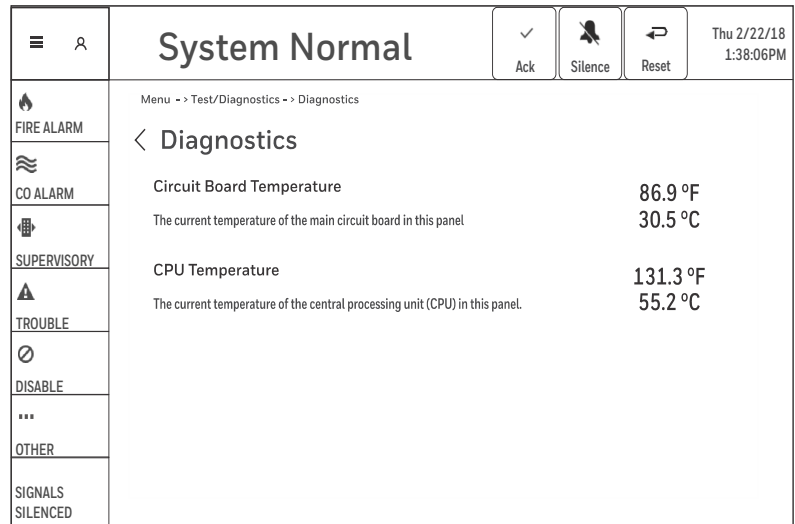 System Normal
Ack
Silence
Reset
Thu 2/22/18
1:38:06PM
Menu -> Test/Diagnostics -> Diagnostics
Diagnostics
FIRE ALARM
CO ALARM
SUPERVISORY
TROUBLE
DISABLE
OTHER
SIGNALS
SILENCED
Circuit Board Temperature
86.9 ºF
The current temperature of the main circuit board in this panel
30.5 ºC
CPU Temperature
131.3 ºF
The current temperature of the central processing unit (CPU) in this panel.
55.2 ºC